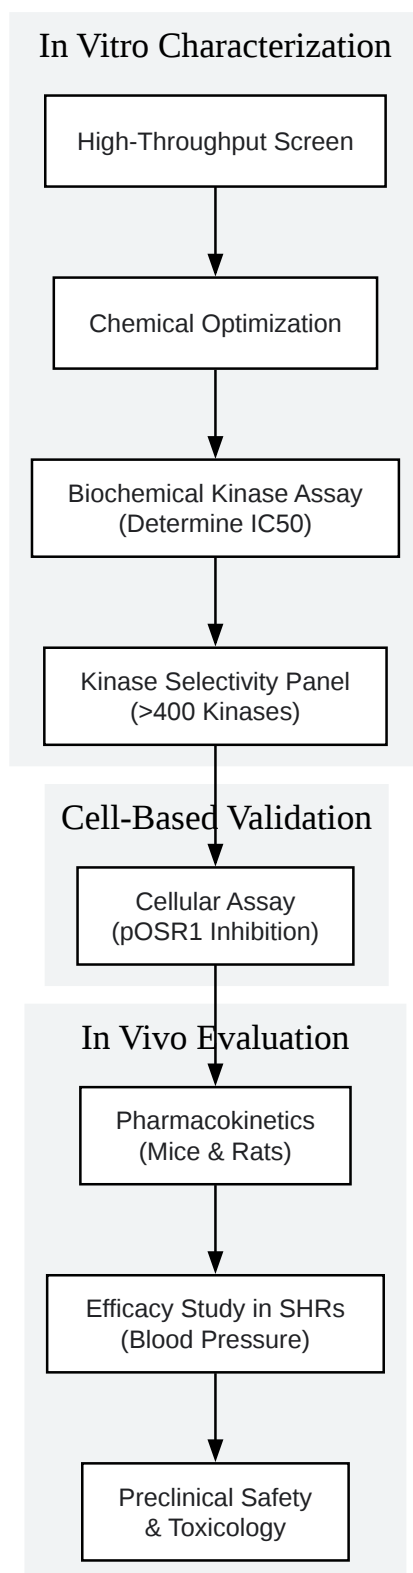 In Vitro Characterization
High-Throughput Screen
Chemical Optimization
Biochemical Kinase Assay
(Determine IC50)
Kinase Selectivity Panel
(>400 Kinases)
Cell-Based Validation
Cellular Assay
(pOSR1 Inhibition)
In Vivo Evaluation
Pharmacokinetics
(Mice & Rats)
Efficacy Study in SHRs
(Blood Pressure)
Preclinical Safety
& Toxicology